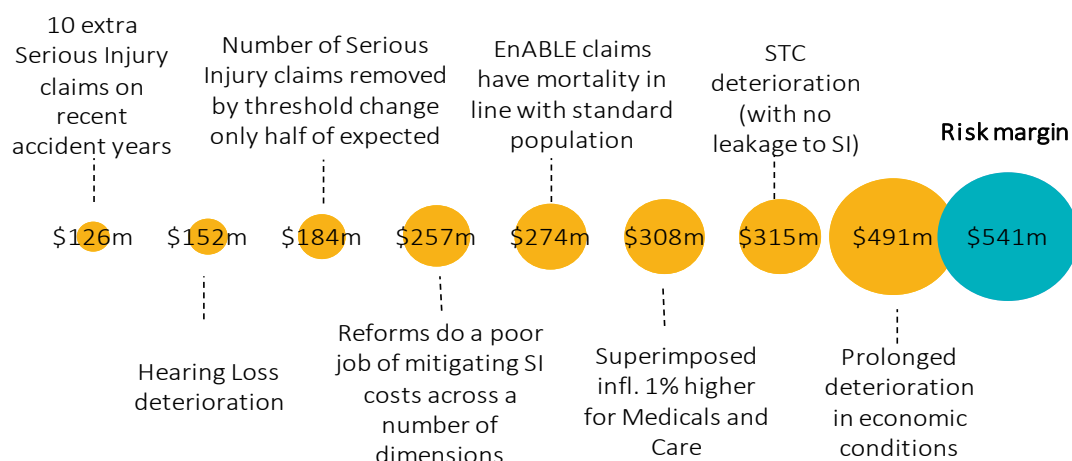 10 extra
Serious Injury
claims on
recent
accident years
Number of Serious
Injury claims removed
by threshold change
only half of expected
EnABLE claims
have mortality in
line with standard
population
STC
deterioration
(with no
leakage to SI)
Risk margin
$126m
$152m
$184m
$257m
$274m
$308m
$315m
$491m
$541m
Hearing Loss
deterioration
Reforms do a poor
job of mitigating SI
costs across a
number of
dimensions
Superimposed
infl. 1% higher
for Medicals and
Care
Prolonged
deterioration
in economic
conditions